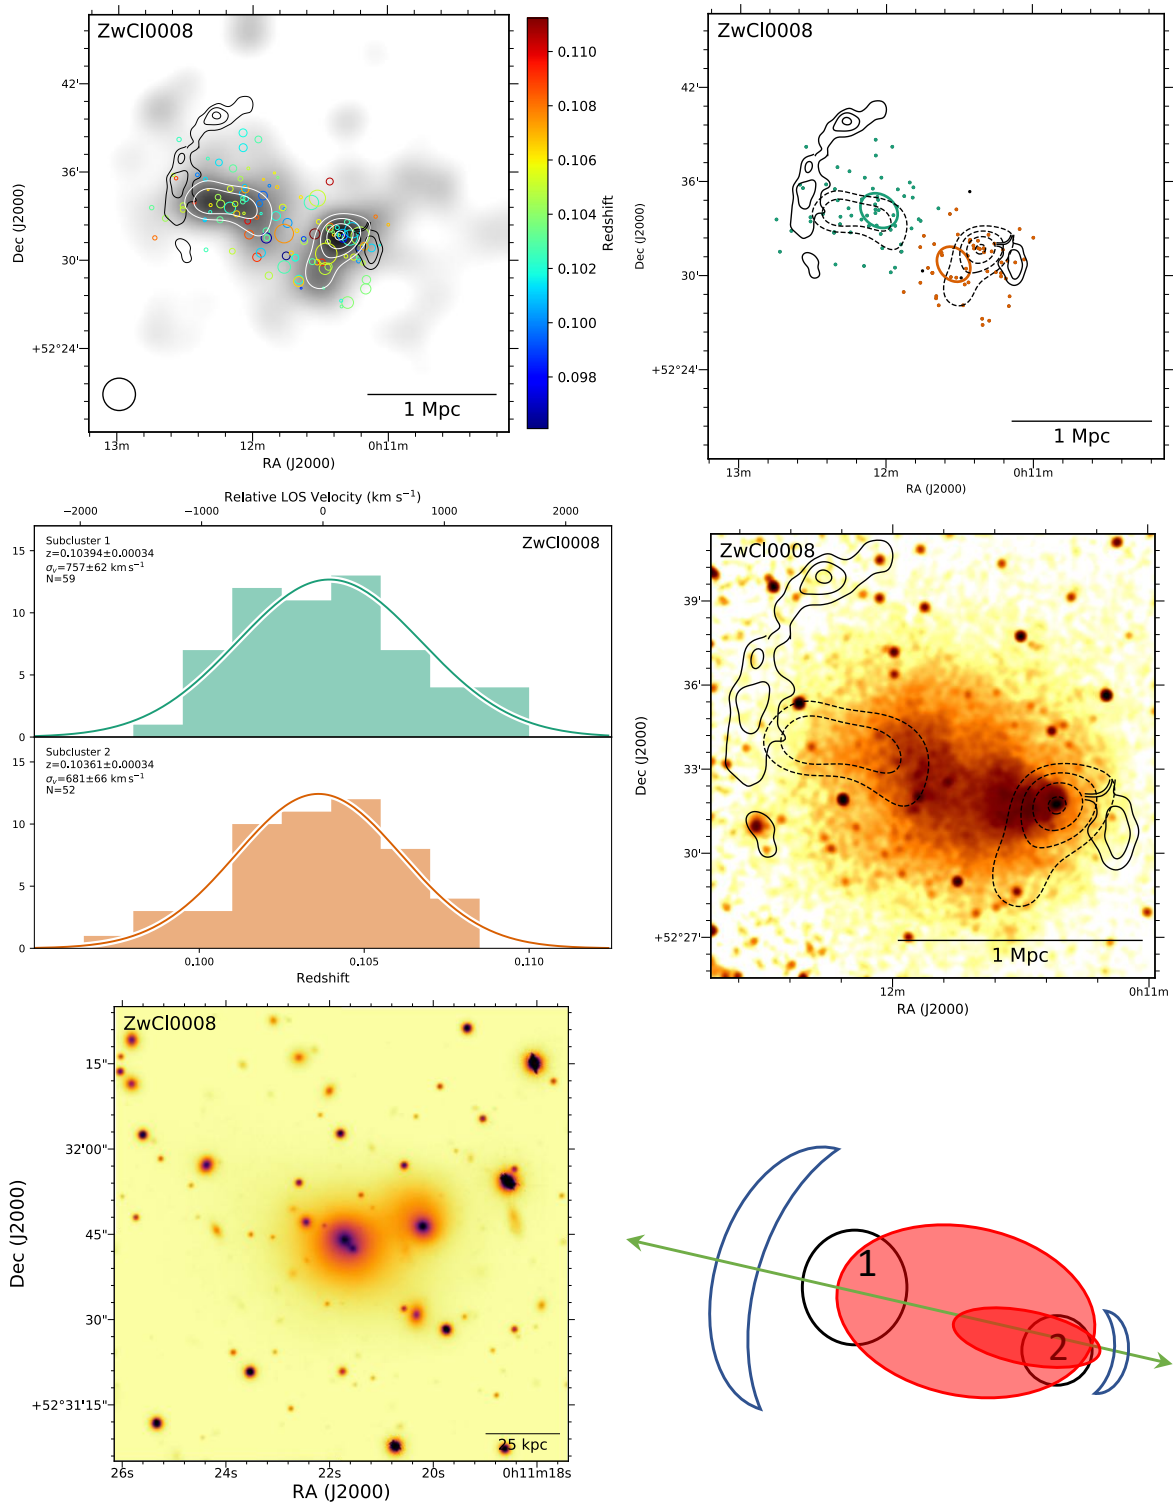 ZwCl0008
42'
36'
30'
+52°24'
13m
12m
0h11m
RA (J2000)
Dec (J2000)
1 Mpc
0.110
0.108
0.106
0.104
0.102
0.100
0.098
Redshift
ZwCl0008
42'
36'
30'
+52°24'
13m
12m
0h11m
RA (J2000)
Dec (J2000)
1 Mpc
Relative LOS Velocity (km s⁻¹)
−2000
−1000
0
1000
2000
Subcluster 1
z=0.10394±0.00034
σᵥ=757±62 km s⁻¹
N=59
ZwCl0008
15
10
5
0
Subcluster 2
z=0.10361±0.00034
σᵥ=681±66 km s⁻¹
N=52
15
10
5
0
0.100
0.105
0.110
Redshift
ZwCl0008
39'
36'
33'
30'
+52°27'
12m
0h11m
RA (J2000)
Dec (J2000)
1 Mpc
ZwCl0008
15"
32'00"
45"
30"
+52°31'15"
26s
24s
22s
20s
0h11m18s
RA (J2000)
Dec (J2000)
25 kpc
1
2